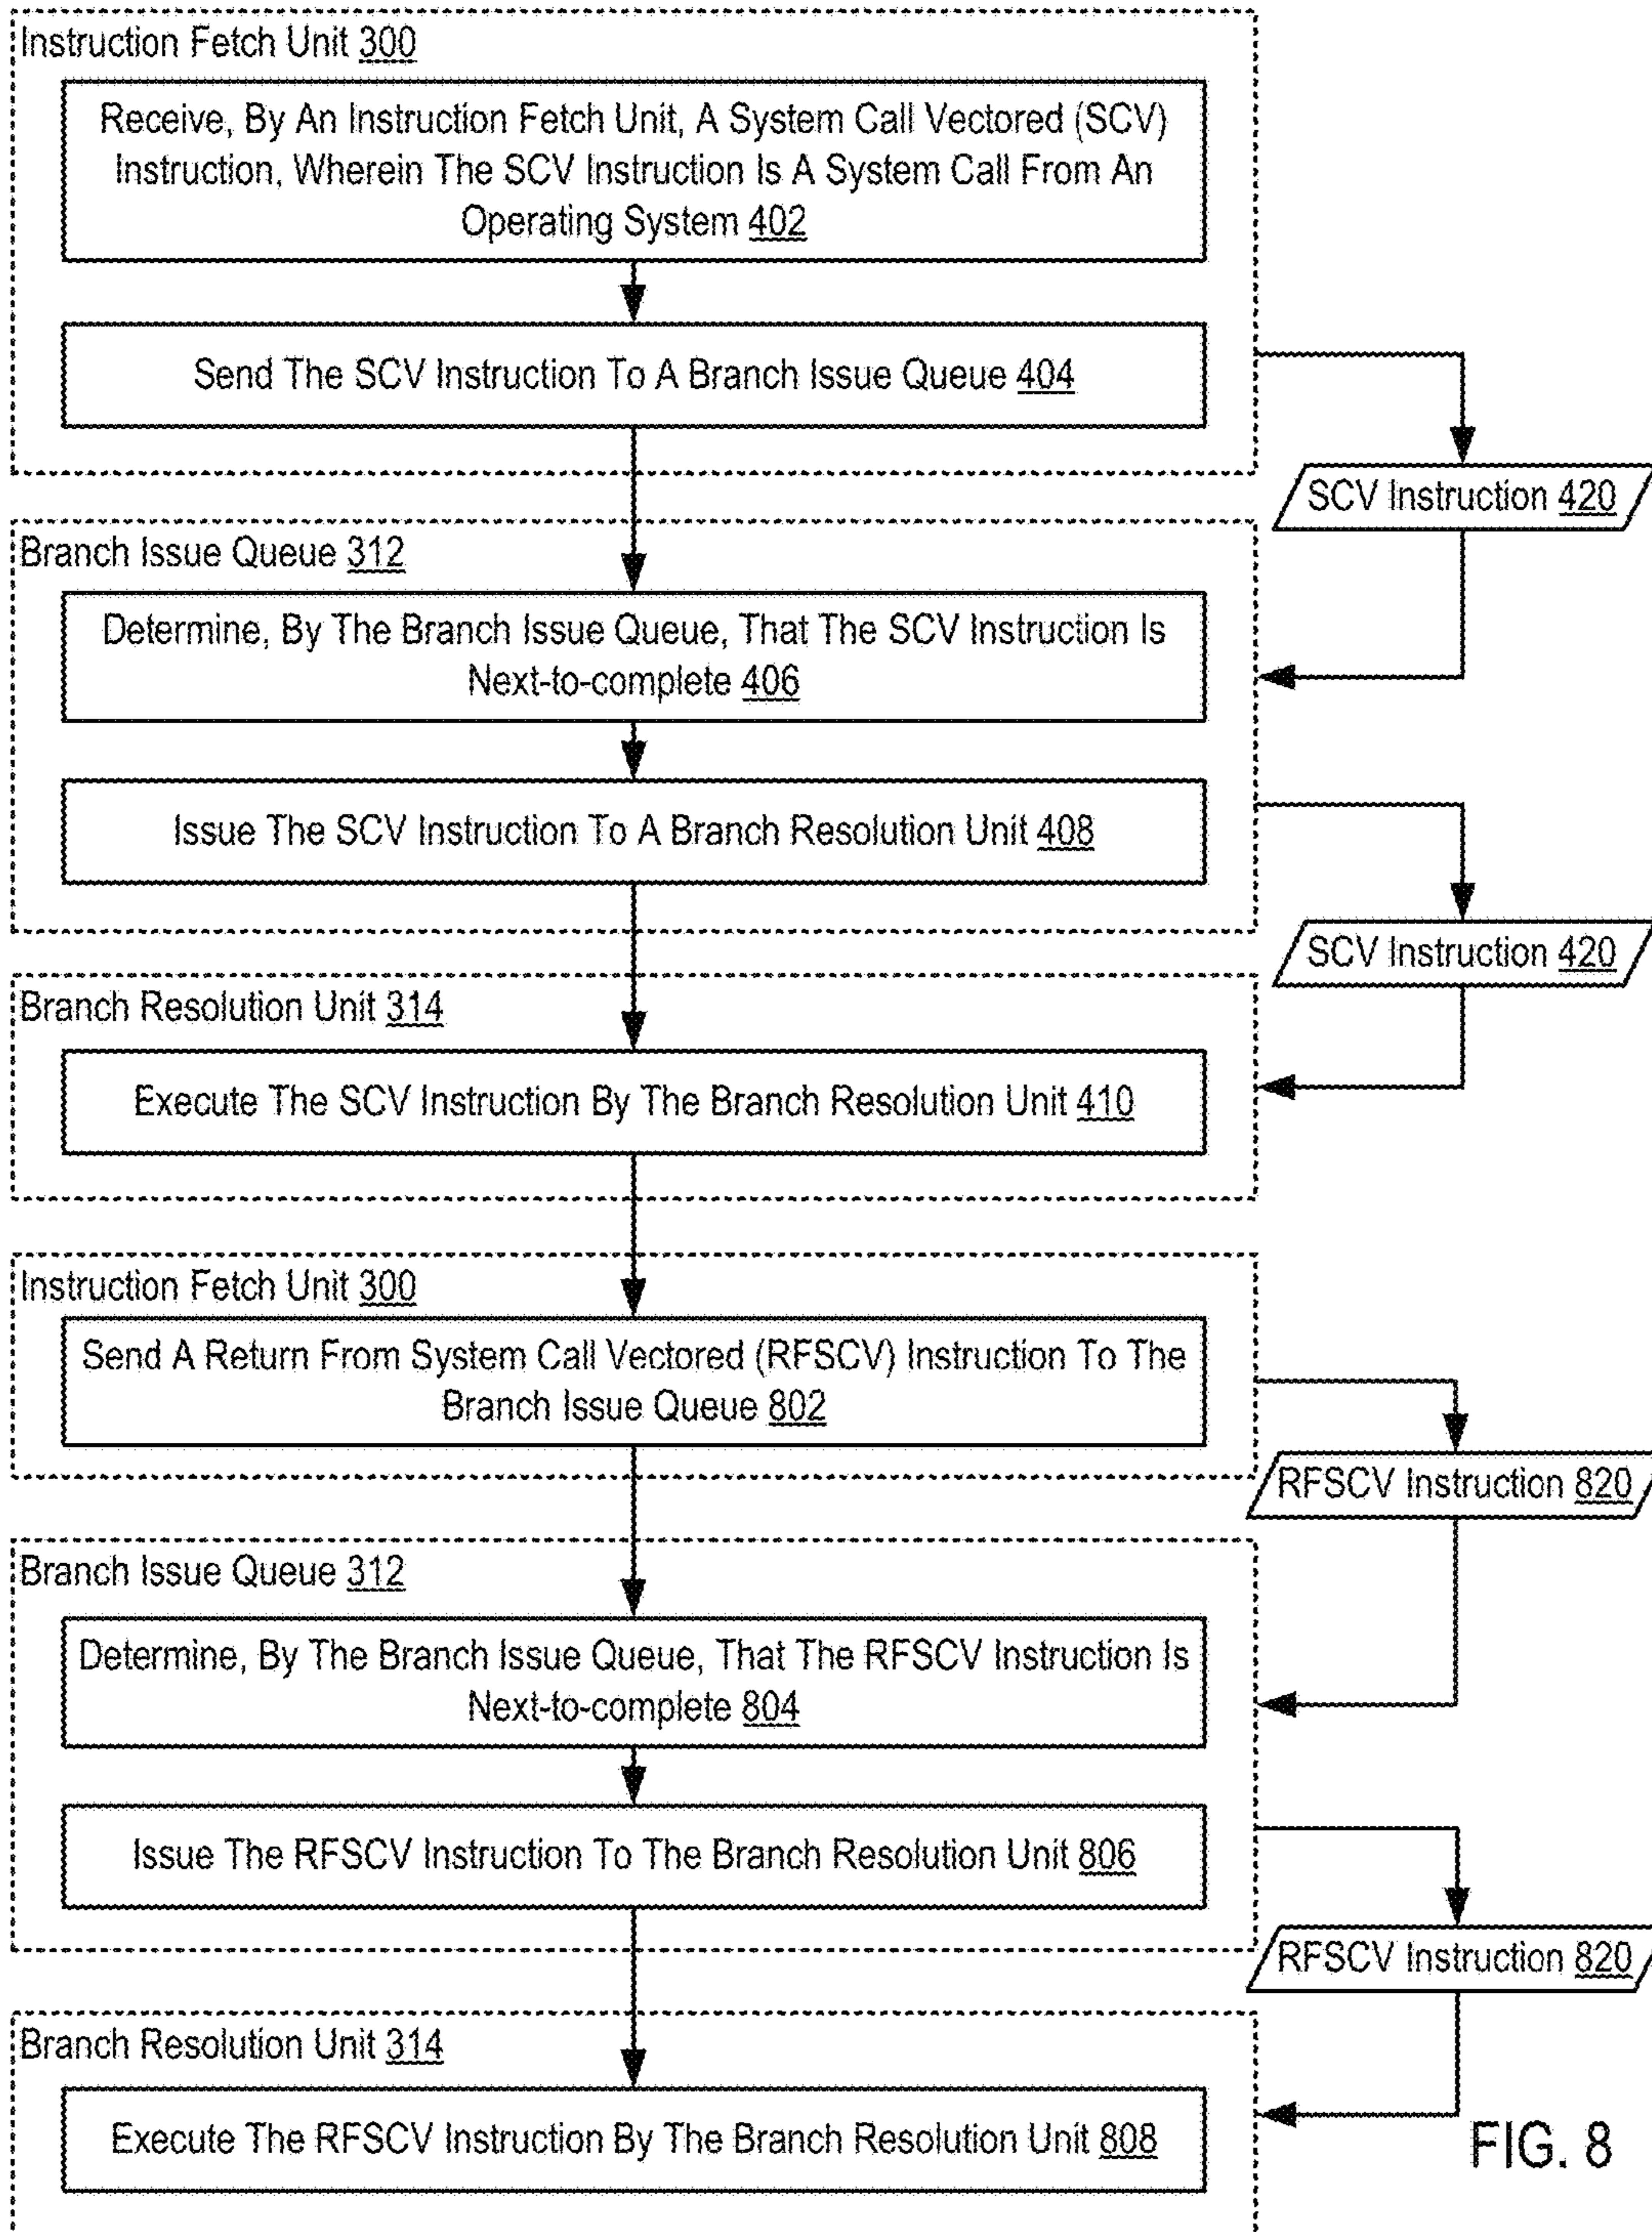 Instruction Fetch Unit 300
Receive, By An Instruction Fetch Unit, A System Call Vectored (SCV)
Instruction, Wherein The SCV Instruction Is A System Call From An
Operating System 402
Send The SCV Instruction To A Branch Issue Queue 404
SCV Instruction 420
Branch Issue Queue 312
Determine, By The Branch Issue Queue, That The SCV Instruction Is
Next-to-complete 406
Issue The SCV Instruction To A Branch Resolution Unit 408
SCV Instruction 420
Branch Resolution Unit 314
Execute The SCV Instruction By The Branch Resolution Unit 410
Instruction Fetch Unit 300
Send A Return From System Call Vectored (RFSCV) Instruction To The
Branch Issue Queue 802
RFSCV Instruction 820
Branch Issue Queue 312
Determine, By The Branch Issue Queue, That The RFSCV Instruction Is
Next-to-complete 804
Issue The RFSCV Instruction To The Branch Resolution Unit 806
RFSCV Instruction 820
Branch Resolution Unit 314
Execute The RFSCV Instruction By The Branch Resolution Unit 808
FIG. 8